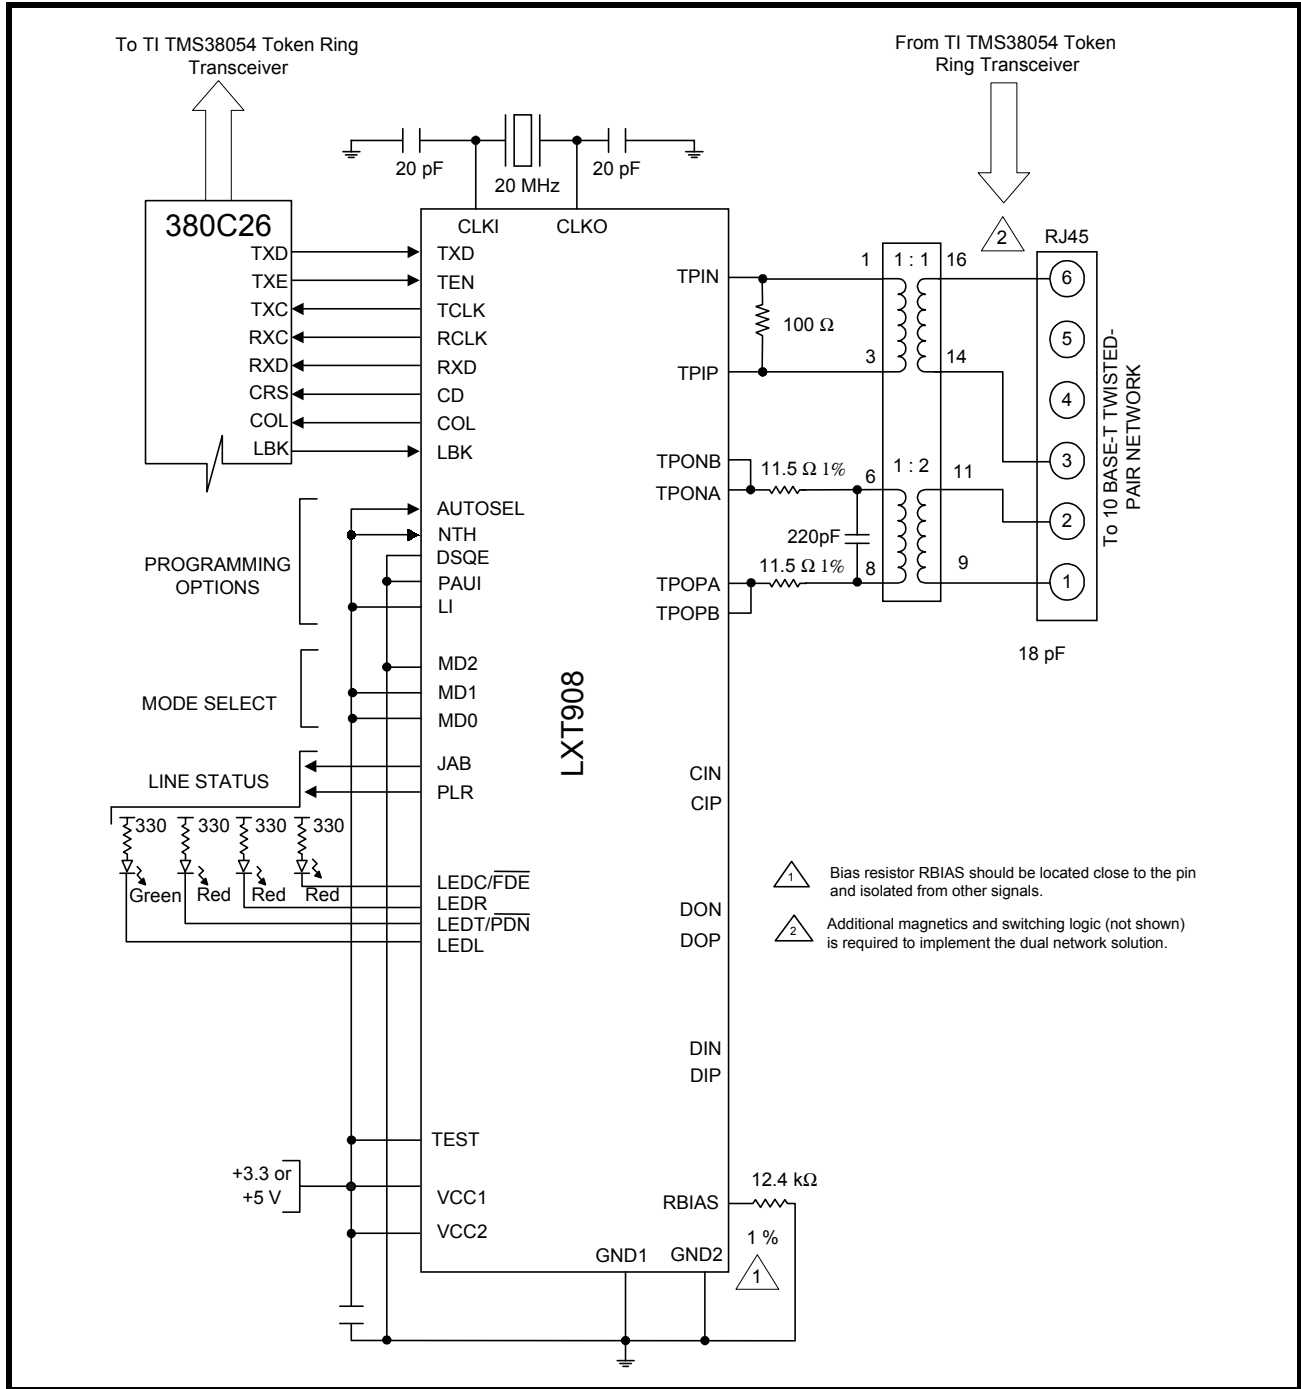 To TI TMS38054 Token Ring
Transceiver
From TI TMS38054 Token
Ring Transceiver
20 pF
20 MHz
20 pF
380C26
TXD
TXE
TXC
RXC
RXD
CRS
COL
LBK
CLKI
CLKO
TXD
TEN
TCLK
RCLK
RXD
CD
COL
LBK
PROGRAMMING
OPTIONS
AUTOSEL
NTH
DSQE
PAUI
LI
MODE SELECT
MD2
MD1
MD0
LINE STATUS
JAB
PLR
330
330
330
330
Green
Red
Red
Red
LEDC/FDE
LEDR
LEDT/PDN
LEDL
TEST
+3.3 or
+5 V
VCC1
VCC2
LXT908
TPIN
TPIP
TPONB
TPONA
TPOPA
TPOPB
CIN
CIP
DON
DOP
DIN
DIP
RBIAS
GND1
GND2
12.4 kΩ
1 %
1
100 Ω
11.5 Ω 1%
220pF
11.5 Ω 1%
1
1 : 1
16
3
14
6
1 : 2
11
8
9
2
RJ45
6
5
4
3
2
1
To 10 BASE-T TWISTED-
PAIR NETWORK
18 pF
1
Bias resistor RBIAS should be located close to the pin
and isolated from other signals.
2
Additional magnetics and switching logic (not shown)
is required to implement the dual network solution.